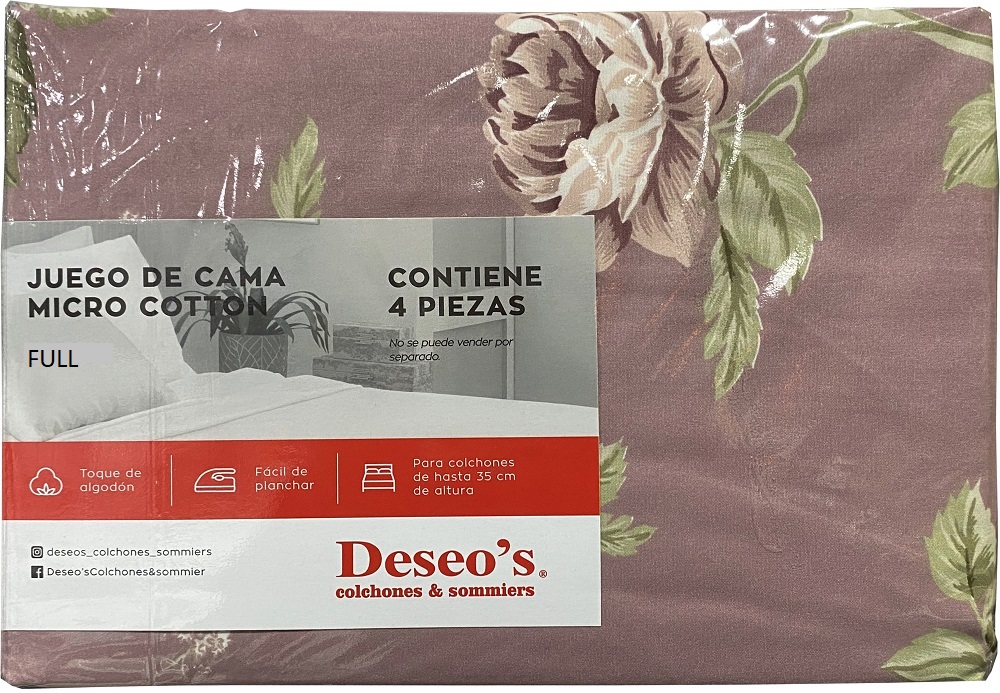 JUEGO DE CAMA
MICRO COTTON
FULL
CONTIENE
4 PIEZAS
No se puede vender por
separado.
Toque de
algodón
Fácil de
planchar
Para colchones
de hasta 35 cm
de altura
deseos_colchones_sommiers
Deseo'sColchones&sommier
Deseo's®
colchones & sommiers